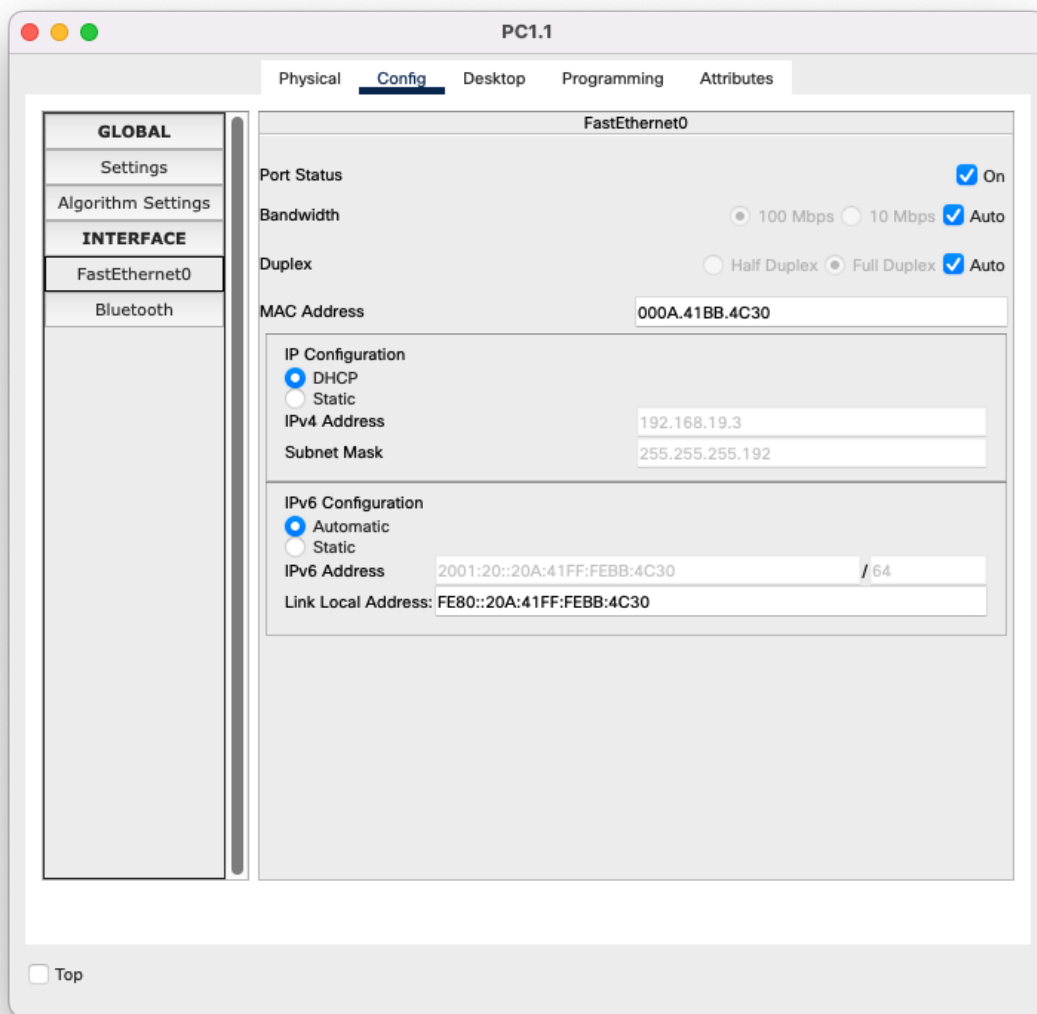 PC1.1
Physical Config Desktop Programming Attributes
GLOBAL
Settings
Algorithm Settings
INTERFACE
FastEthernet0
Bluetooth
FastEthernet0
Port Status On
Bandwidth 100 Mbps 10 Mbps Auto
Duplex Half Duplex Full Duplex Auto
MAC Address 000A.41BB.4C30
IP Configuration
DHCP
Static
IPv4 Address 192.168.19.3
Subnet Mask 255.255.255.192
IPv6 Configuration
Automatic
Static
IPv6 Address 2001:20::20A:41FF:FEBB:4C30 / 64
Link Local Address: FE80::20A:41FF:FEBB:4C30
Top